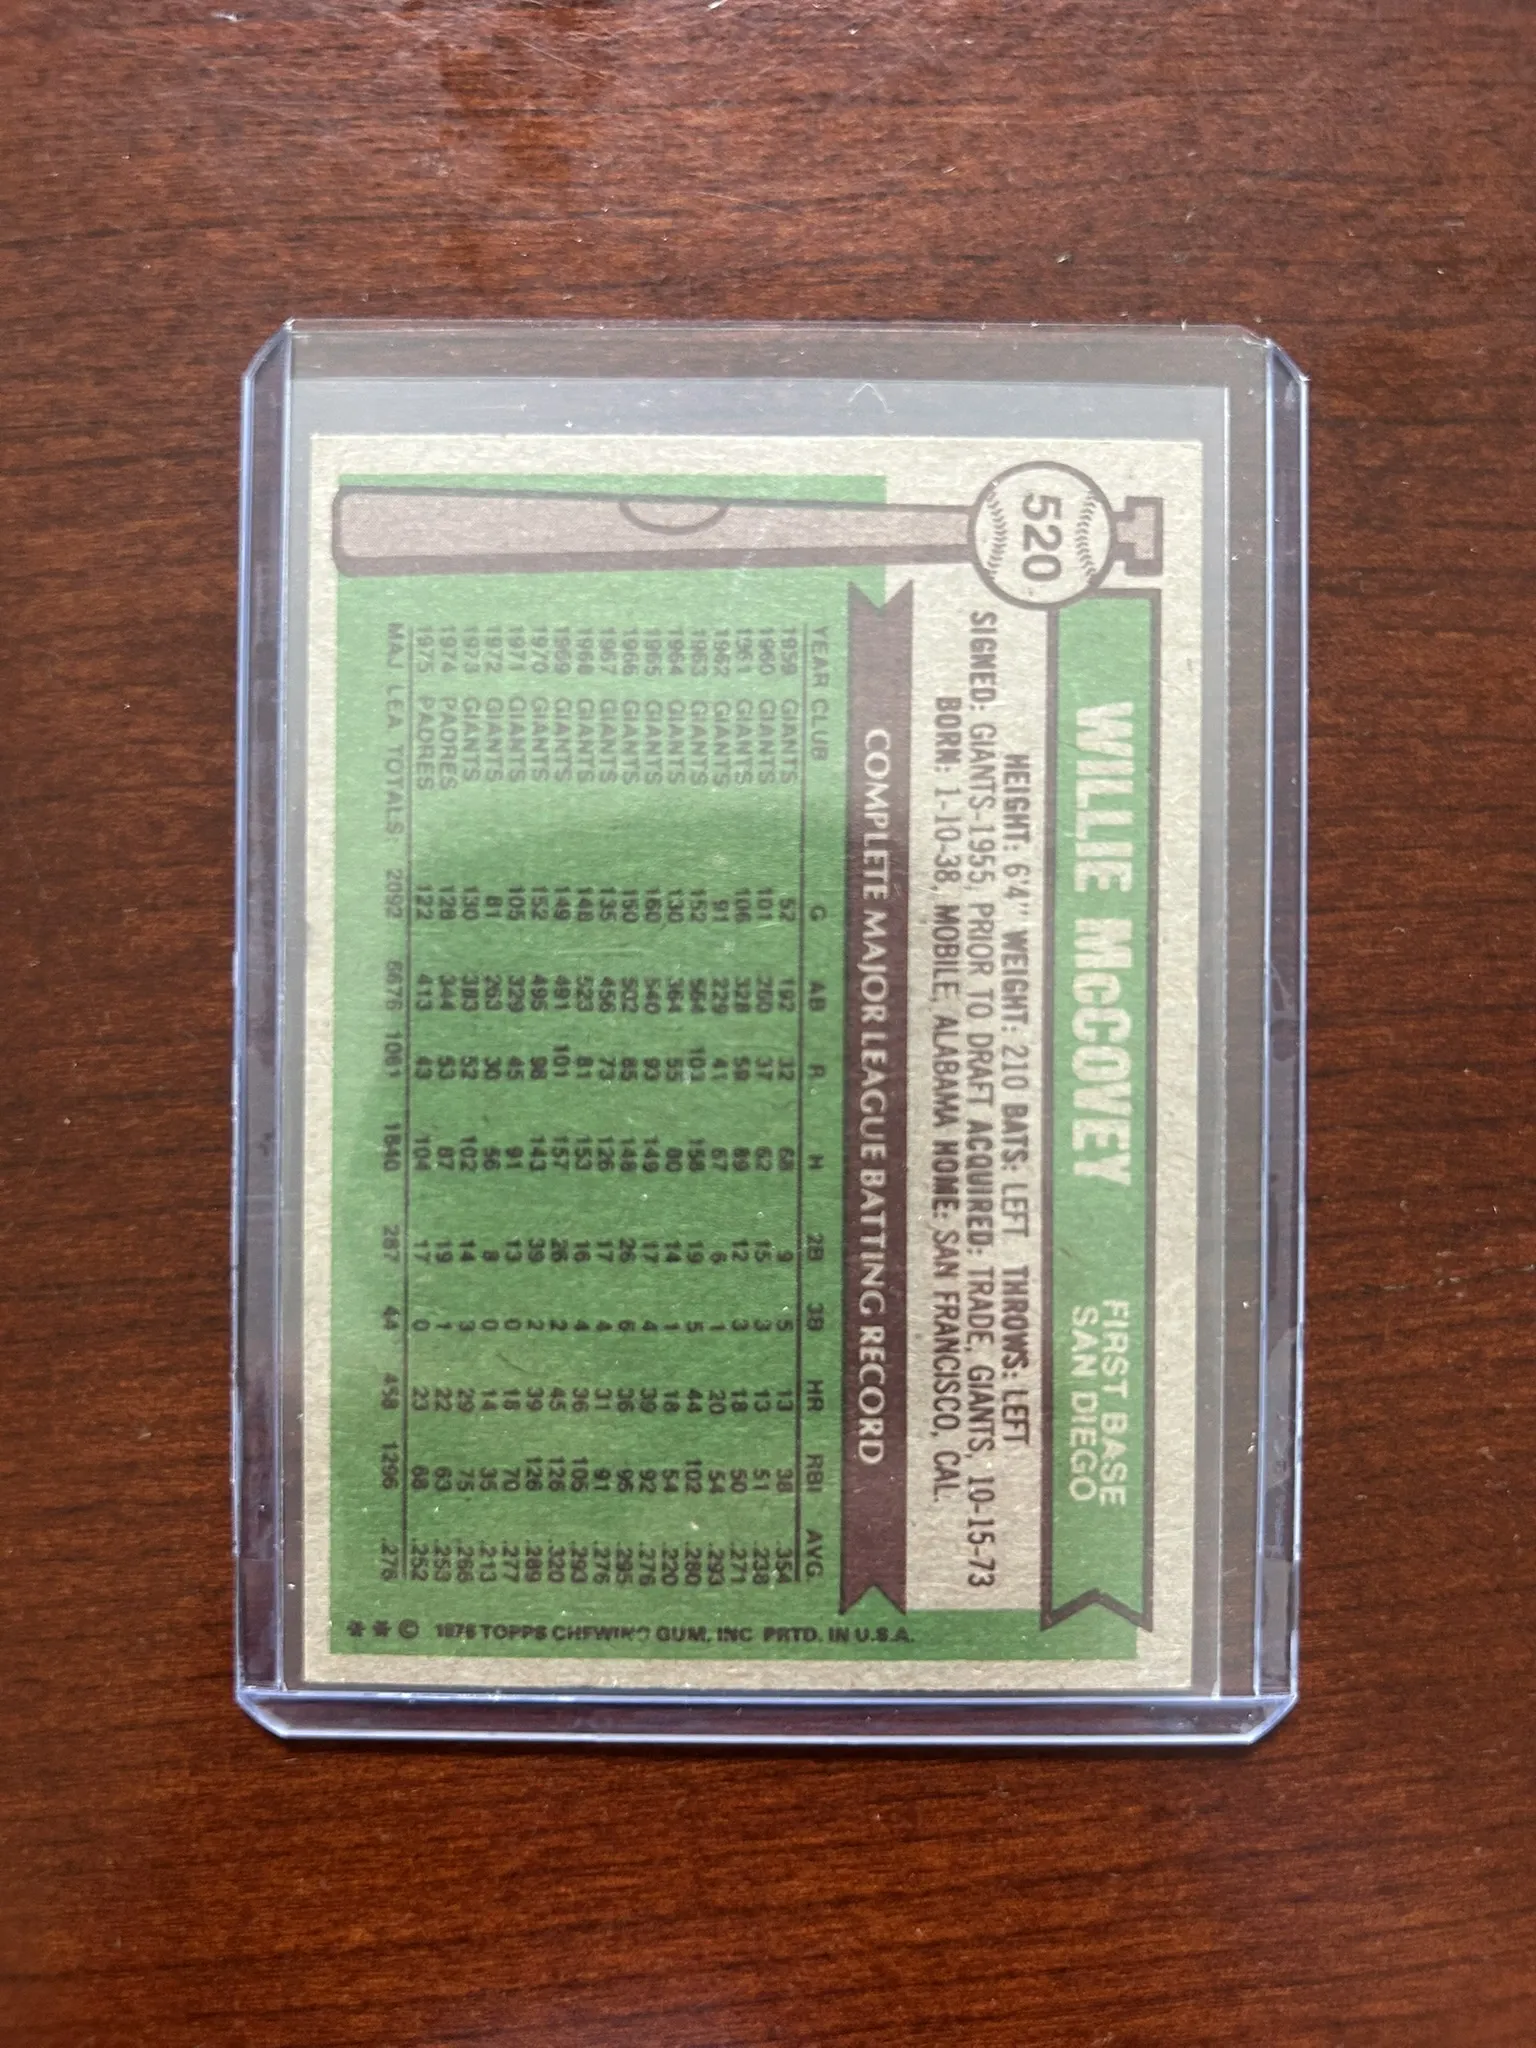 520
WILLIE McCOVEY
FIRST BASE
SAN DIEGO
HEIGHT: 6'4" WEIGHT: 210 BATS: LEFT THROWS: LEFT
SIGNED: GIANTS-1955, PRIOR TO DRAFT ACQUIRED: TRADE, GIANTS, 10-15-73
BORN: 1-10-38, MOBILE, ALABAMA HOME: SAN FRANCISCO, CAL.
COMPLETE MAJOR LEAGUE BATTING RECORD
YEAR CLUB G AB R H 2B 3B HR RBI AVG.
1959 GIANTS 52 192 32 68 9 5 13 38 .354
1960 GIANTS 101 260 37 62 15 3 13 51 .238
1961 GIANTS 106 328 59 89 12 3 18 50 .271
1962 GIANTS 91 229 41 67 6 1 20 54 .293
1963 GIANTS 152 564 103 158 19 5 44 102 .280
1964 GIANTS 130 364 55 80 14 1 18 54 .220
1965 GIANTS 160 540 93 149 17 4 39 92 .276
1966 GIANTS 150 502 85 148 26 6 36 96 .295
1967 GIANTS 135 456 73 126 17 4 31 91 .276
1968 GIANTS 148 523 81 153 16 4 36 105 .293
1969 GIANTS 149 491 101 157 26 2 45 126 .320
1970 GIANTS 152 495 98 143 39 2 39 126 .289
1971 GIANTS 105 329 45 91 13 0 18 70 .277
1972 GIANTS 81 263 30 56 8 0 14 35 .213
1973 GIANTS 130 383 52 102 14 3 29 75 .266
1974 PADRES 128 344 53 87 19 1 22 63 .253
1975 PADRES 122 413 43 104 17 0 23 68 .252
MAJ. LEA. TOTALS 2092 6676 1081 1840 287 44 458 1296 .276
** © 1976 TOPPS CHEWING GUM, INC. PRTD. IN U.S.A.